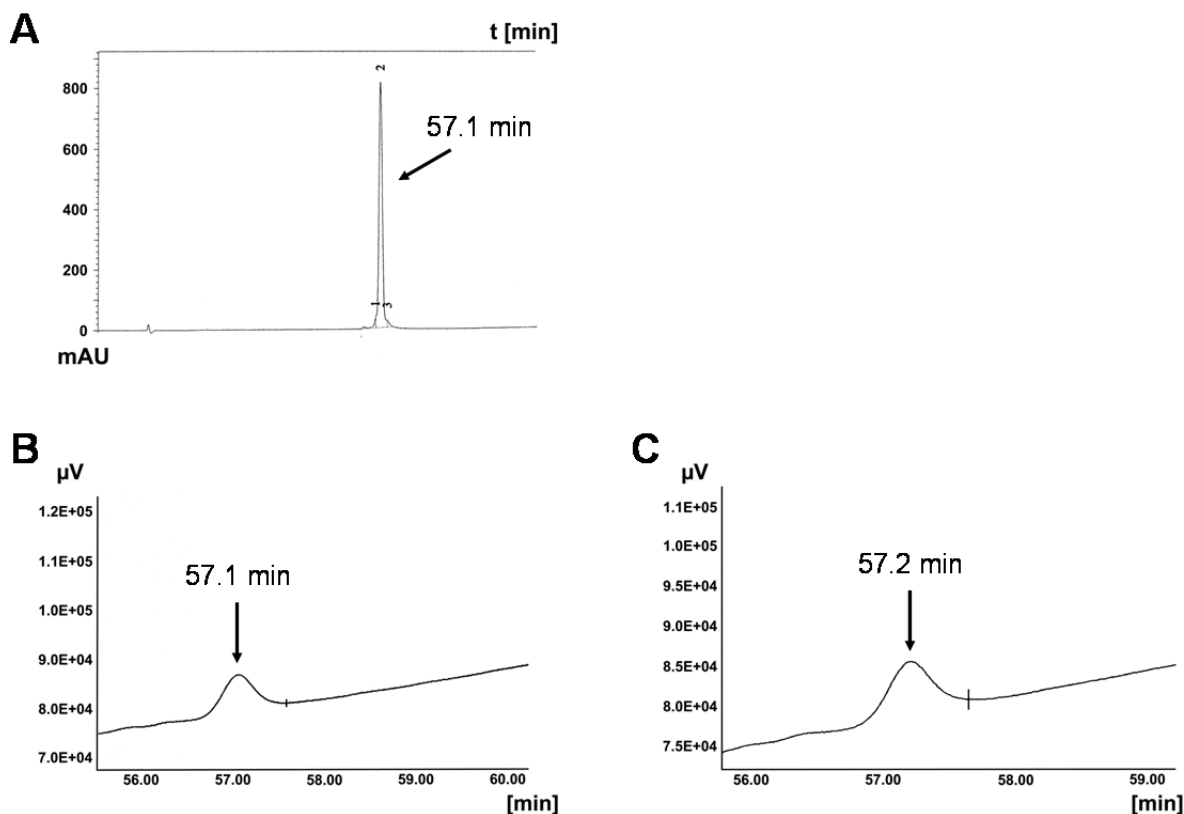 A
t [min]
800
600
400
200
0
mAU
2
1
3
57.1 min
B
µV
1.2E+05
1.1E+05
1.0E+05
9.0E+04
8.0E+04
7.0E+04
57.1 min
56.00 57.00 58.00 59.00 60.00
[min]
C
µV
1.1E+05
1.0E+05
9.5E+04
9.0E+04
8.5E+04
8.0E+04
7.5E+04
57.2 min
56.00 57.00 58.00 59.00
[min]